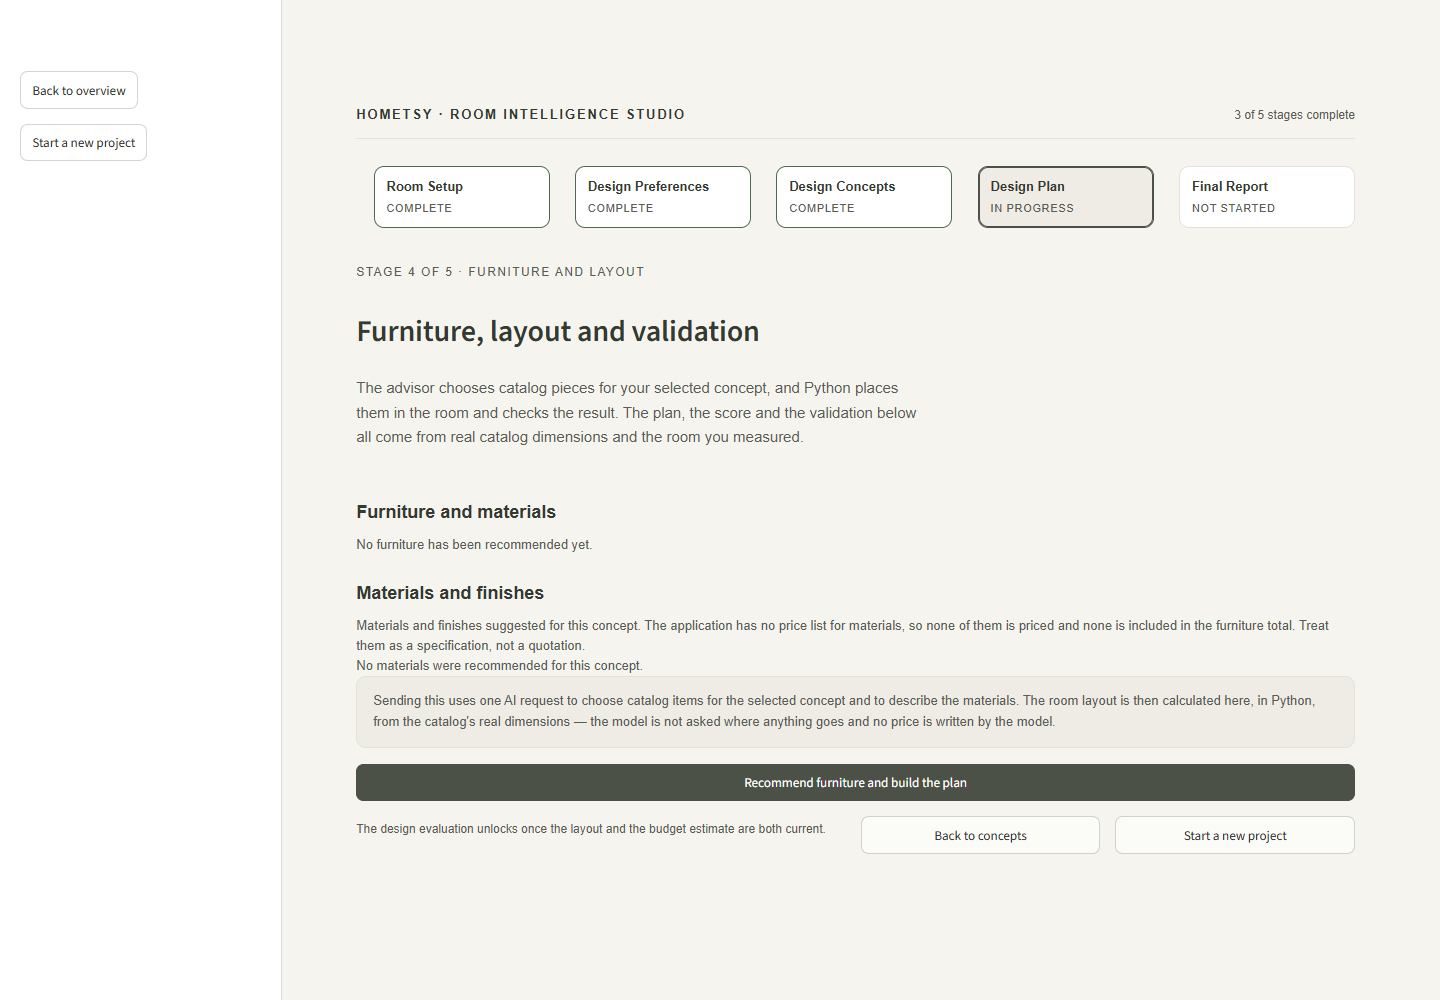 Back to overview
Start a new project
HOMETSY · ROOM INTELLIGENCE STUDIO
3 of 5 stages complete
Room Setup
COMPLETE
Design Preferences
COMPLETE
Design Concepts
COMPLETE
Design Plan
IN PROGRESS
Final Report
NOT STARTED
STAGE 4 OF 5 · FURNITURE AND LAYOUT
Furniture, layout and validation
The advisor chooses catalog pieces for your selected concept, and Python places
them in the room and checks the result. The plan, the score and the validation below
all come from real catalog dimensions and the room you measured.
Furniture and materials
No furniture has been recommended yet.
Materials and finishes
Materials and finishes suggested for this concept. The application has no price list for materials, so none of them is priced and none is included in the furniture total. Treat
them as a specification, not a quotation.
No materials were recommended for this concept.
Sending this uses one AI request to choose catalog items for the selected concept and to describe the materials. The room layout is then calculated here, in Python,
from the catalog's real dimensions — the model is not asked where anything goes and no price is written by the model.
Recommend furniture and build the plan
The design evaluation unlocks once the layout and the budget estimate are both current.
Back to concepts
Start a new project